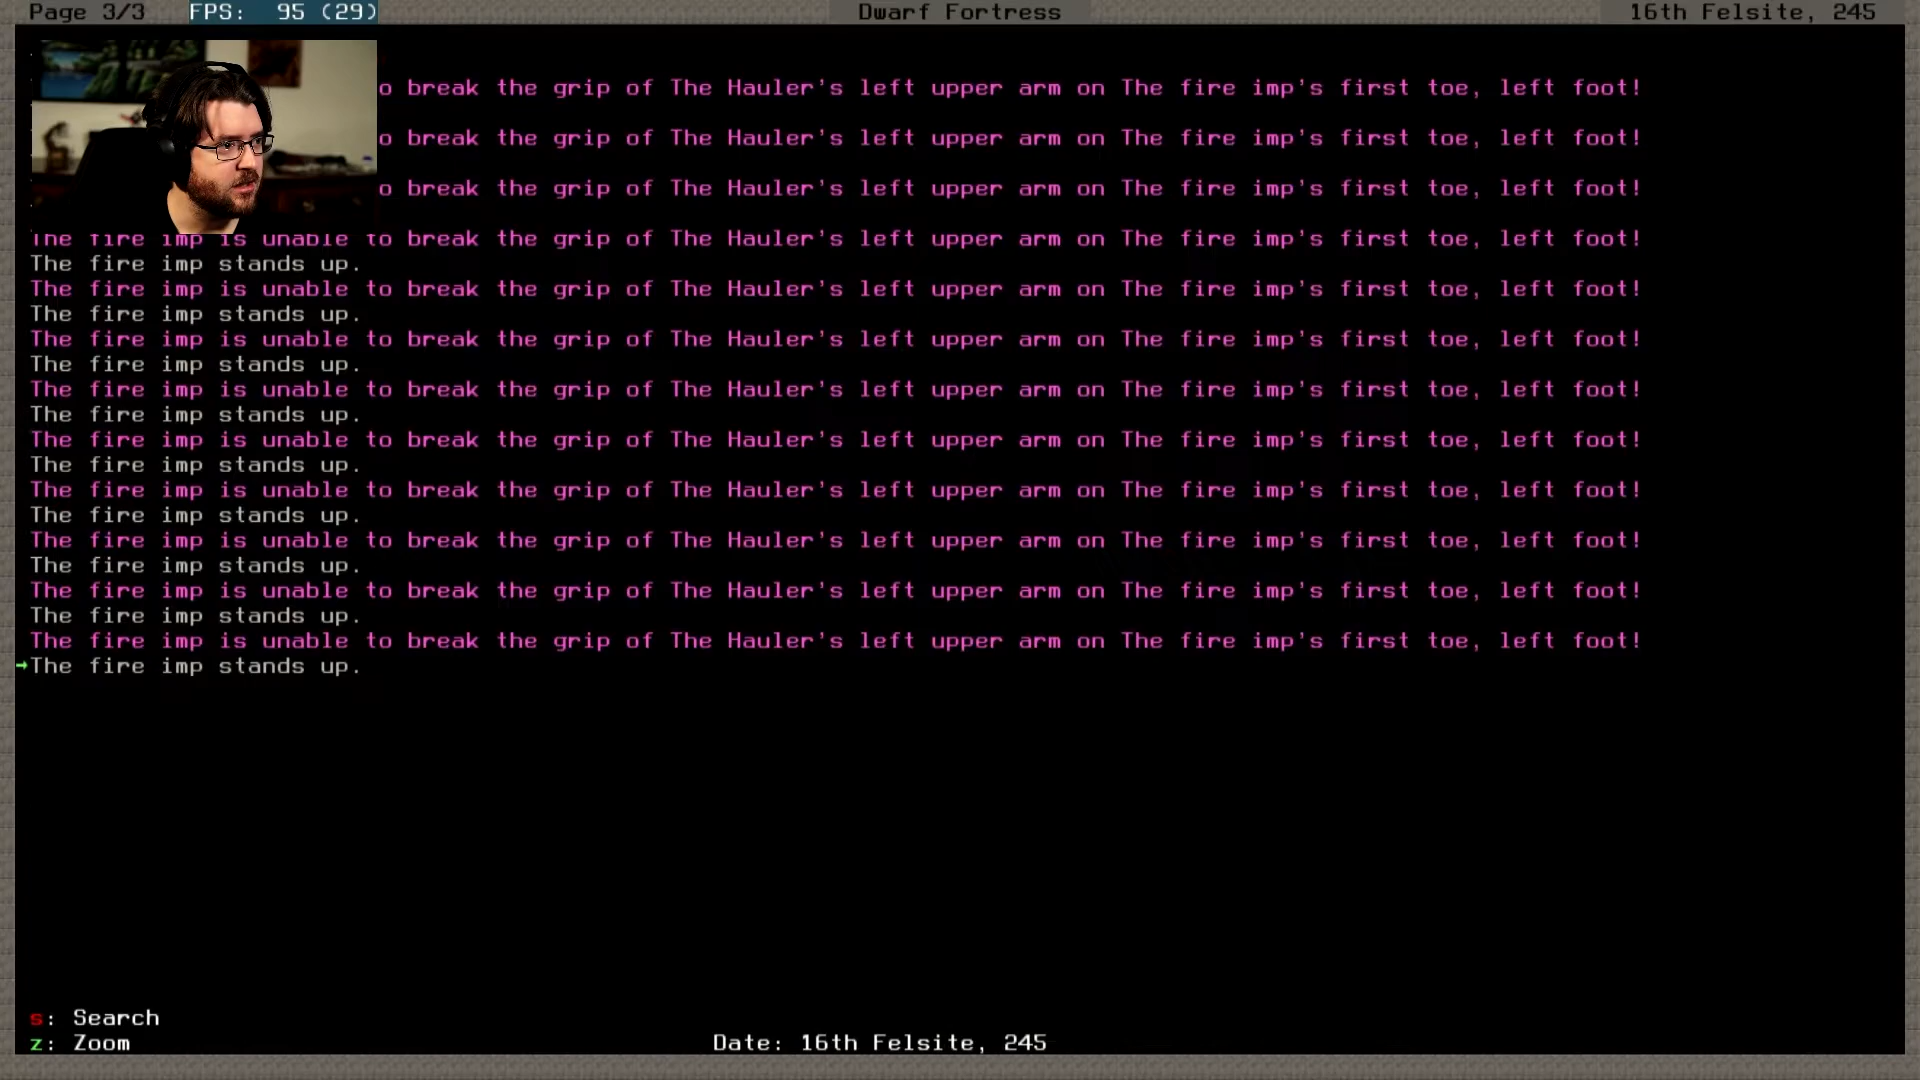 Page 3/3 FPS: 95 (29) Dwarf Fortress 16th Felsite, 245
o break the grip of The Hauler's left upper arm on The fire imp's first toe, left foot!
o break the grip of The Hauler's left upper arm on The fire imp's first toe, left foot!
o break the grip of The Hauler's left upper arm on The fire imp's first toe, left foot!
The fire imp is unable to break the grip of The Hauler's left upper arm on The fire imp's first toe, left foot!
The fire imp stands up.
The fire imp is unable to break the grip of The Hauler's left upper arm on The fire imp's first toe, left foot!
The fire imp stands up.
The fire imp is unable to break the grip of The Hauler's left upper arm on The fire imp's first toe, left foot!
The fire imp stands up.
The fire imp is unable to break the grip of The Hauler's left upper arm on The fire imp's first toe, left foot!
The fire imp stands up.
The fire imp is unable to break the grip of The Hauler's left upper arm on The fire imp's first toe, left foot!
The fire imp stands up.
The fire imp is unable to break the grip of The Hauler's left upper arm on The fire imp's first toe, left foot!
The fire imp stands up.
The fire imp is unable to break the grip of The Hauler's left upper arm on The fire imp's first toe, left foot!
The fire imp stands up.
The fire imp is unable to break the grip of The Hauler's left upper arm on The fire imp's first toe, left foot!
The fire imp stands up.
The fire imp is unable to break the grip of The Hauler's left upper arm on The fire imp's first toe, left foot!
The fire imp stands up.
s: Search
z: Zoom Date: 16th Felsite, 245